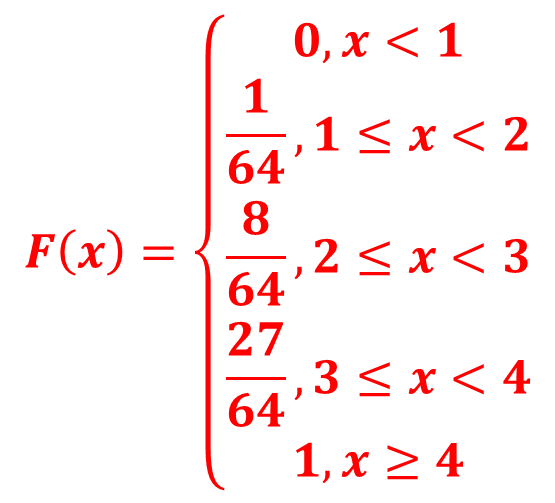 0, x < 1
1/64, 1 ≤ x < 2
8/64, 2 ≤ x < 3
F(x) =
27/64, 3 ≤ x < 4
1, x ≥ 4